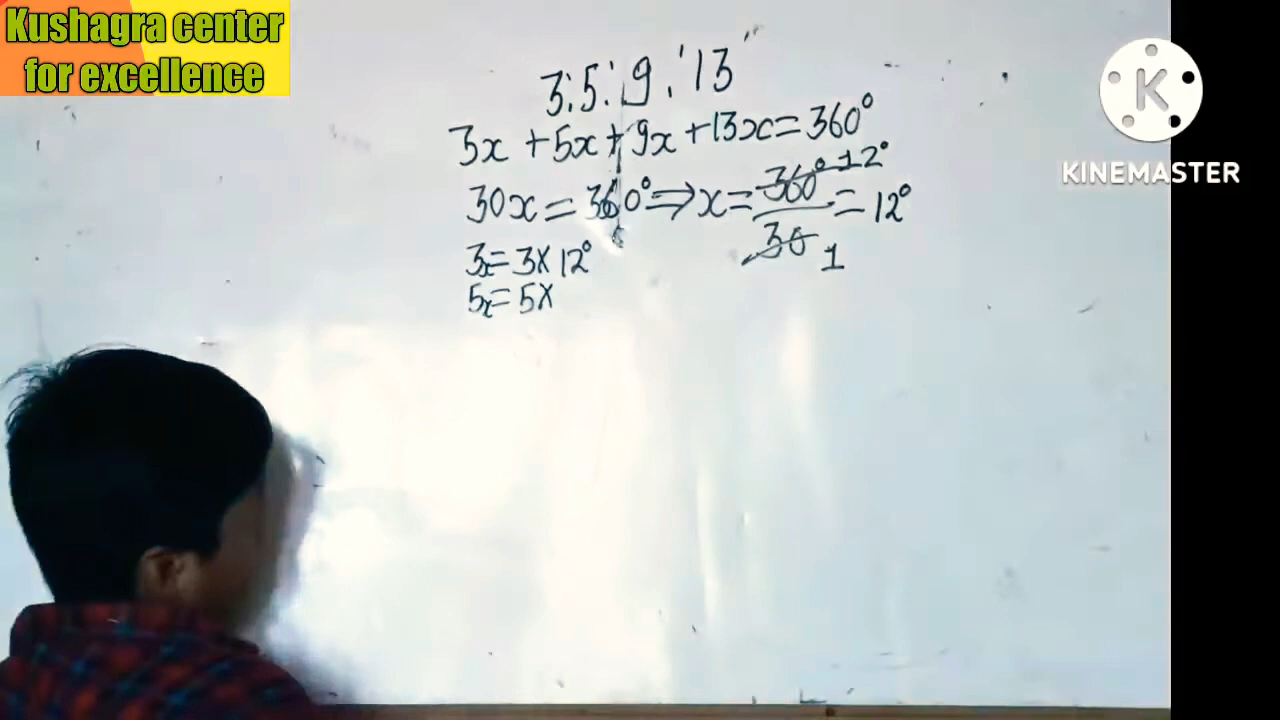 Kushagra center
for excellence
3:5:9:13
3x + 5x + 9x + 13x = 360°
30x = 360° ⇒ x = 360° 12° / 30 1 = 12°
3x = 3 × 12°
5x = 5 ×
K
KINEMASTER